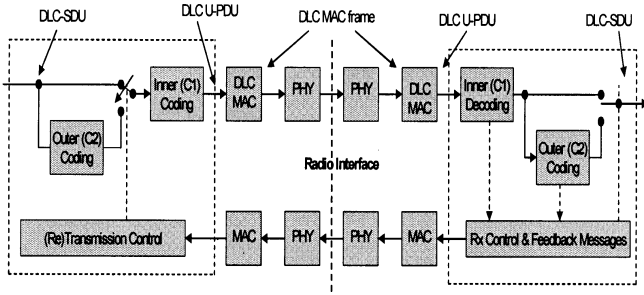 DLC-SDU
DLC U-PDU
DLC MAC frame
DLC U-PDU
DLC-SDU
Inner (C1)
Coding
DLC
MAC
PHY
PHY
DLC
MAC
Inner (C1)
Decoding
Outer (C2)
Coding
Outer (C2)
Coding
Radio Interface
(Re)Transmission Control
MAC
PHY
PHY
MAC
Rx Control & Feedback Messages